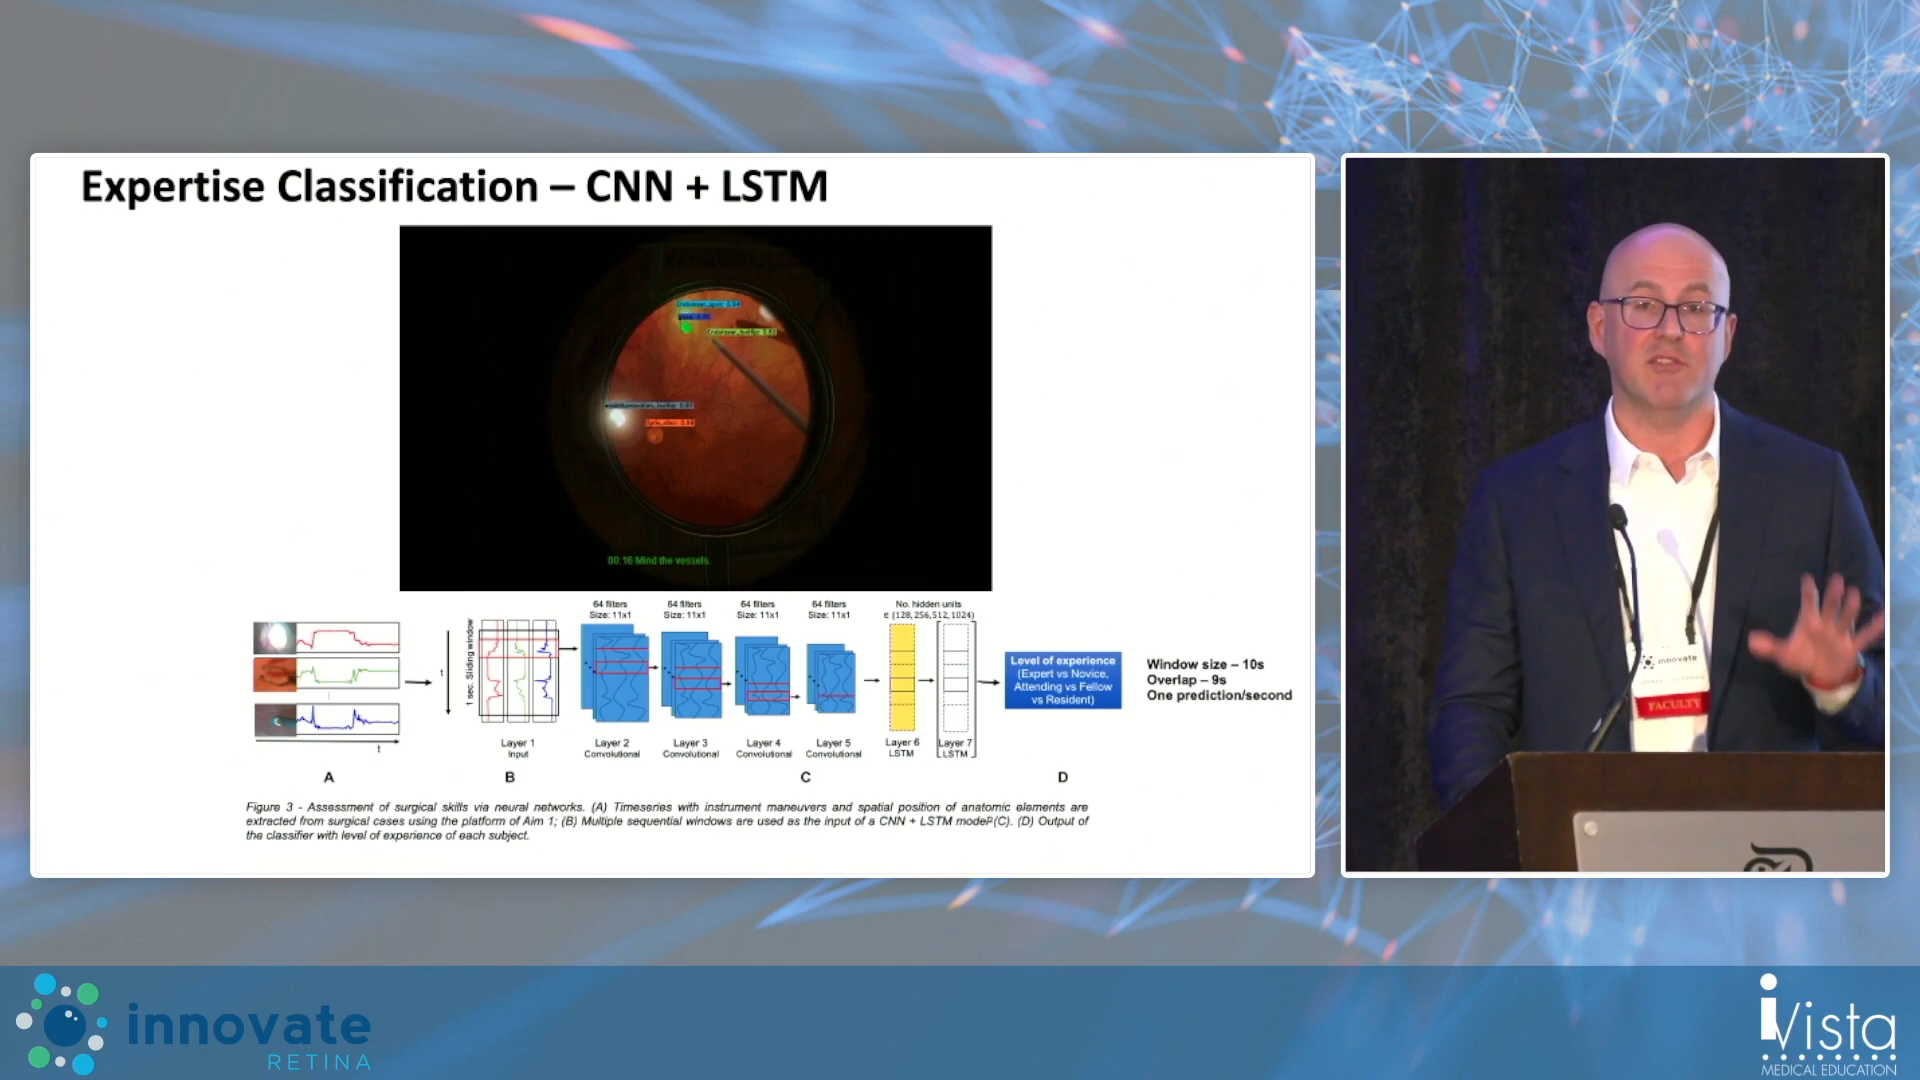 Expertise Classification – CNN + LSTM
00:16 Mind the vessels.
64 filters
Size: 11x1
64 filters
Size: 11x1
64 filters
Size: 11x1
64 filters
Size: 11x1
No. hidden units
∈ (128,256,512,1024)
1 sec. Sliding window
t
t
Layer 1
Input
Layer 2
Convolutional
Layer 3
Convolutional
Layer 4
Convolutional
Layer 5
Convolutional
Layer 6
LSTM
Layer 7
LSTM
Level of experience
(Expert vs Novice,
Attending vs Fellow
vs Resident)
Window size – 10s
Overlap – 9s
One prediction/second
A
B
C
D
Figure 3 - Assessment of surgical skills via neural networks. (A) Timeseries with instrument maneuvers and spatial position of anatomic elements are
extracted from surgical cases using the platform of Aim 1; (B) Multiple sequential windows are used as the input of a CNN + LSTM model²(C). (D) Output of
the classifier with level of experience of each subject.
innovate
FACULTY
innovate
RETINA
iVista
MEDICAL EDUCATION